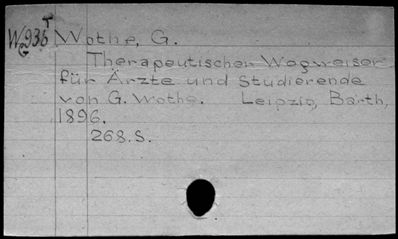 T
W936 Wothe, G.
G
Therapeutischer Wegweiser
für Ärzte und Studierende
von G. Wothe. Leipzig, Barth,
1896.
268.S.